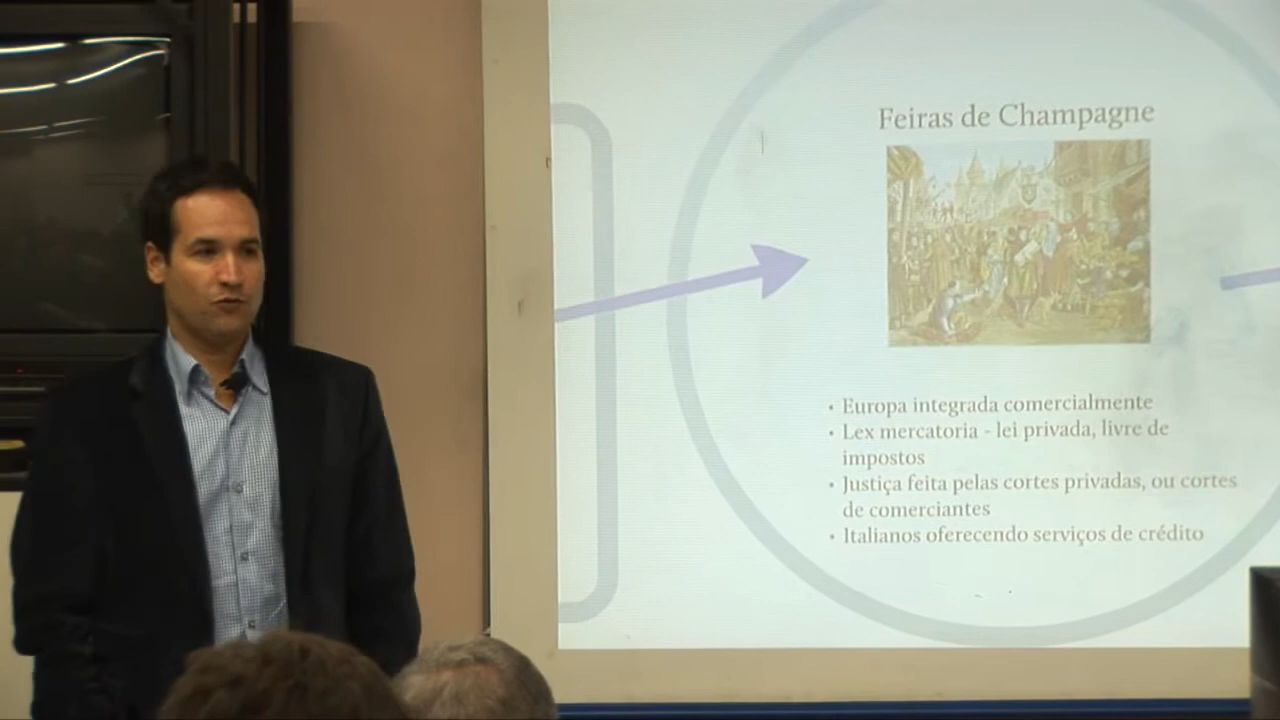 Feiras de Champagne
• Europa integrada comercialmente
• Lex mercatoria - lei privada, livre de
impostos
• Justiça feita pelas cortes privadas, ou cortes
de comerciantes
• Italianos oferecendo serviços de crédito